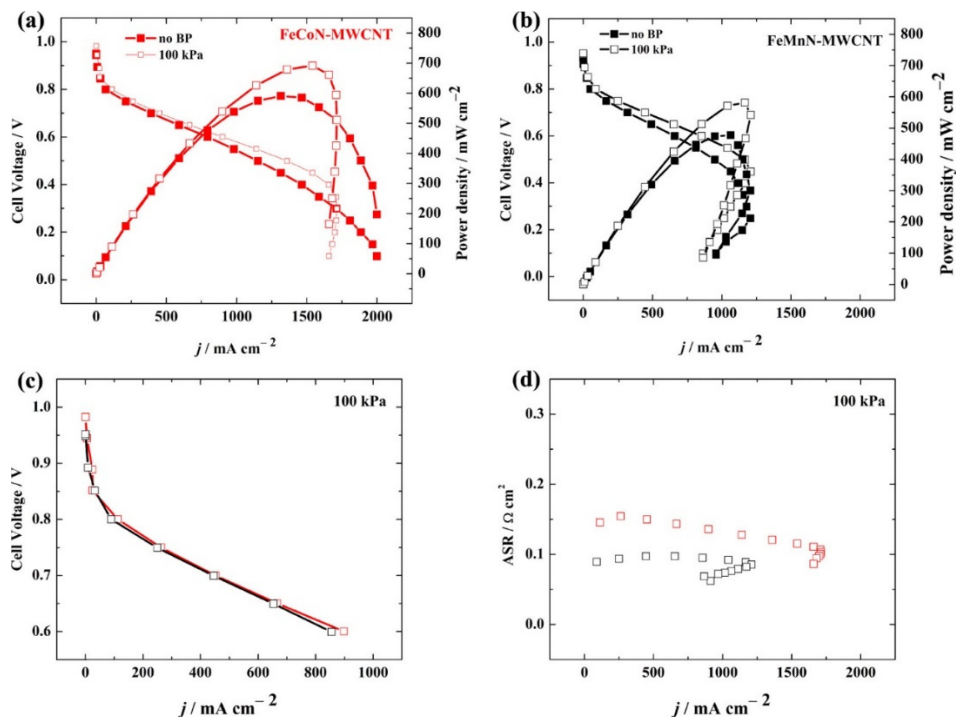 (a)
no BP
100 kPa
FeCoN-MWCNT
Cell Voltage / V
1.0
0.8
0.6
0.4
0.2
0.0
Power density / mW cm⁻²
800
700
600
500
400
300
200
100
0
0 500 1000 1500 2000
j / mA cm⁻²
(b)
no BP
100 kPa
FeMnN-MWCNT
Cell Voltage / V
1.0
0.8
0.6
0.4
0.2
0.0
Power density / mW cm⁻²
800
700
600
500
400
300
200
100
0
0 500 1000 1500 2000
j / mA cm⁻²
(c)
100 kPa
Cell Voltage / V
1.0
0.9
0.8
0.7
0.6
0 200 400 600 800 1000
j / mA cm⁻²
(d)
100 kPa
ASR / Ω cm²
0.3
0.2
0.1
0.0
0 500 1000 1500 2000
j / mA cm⁻²